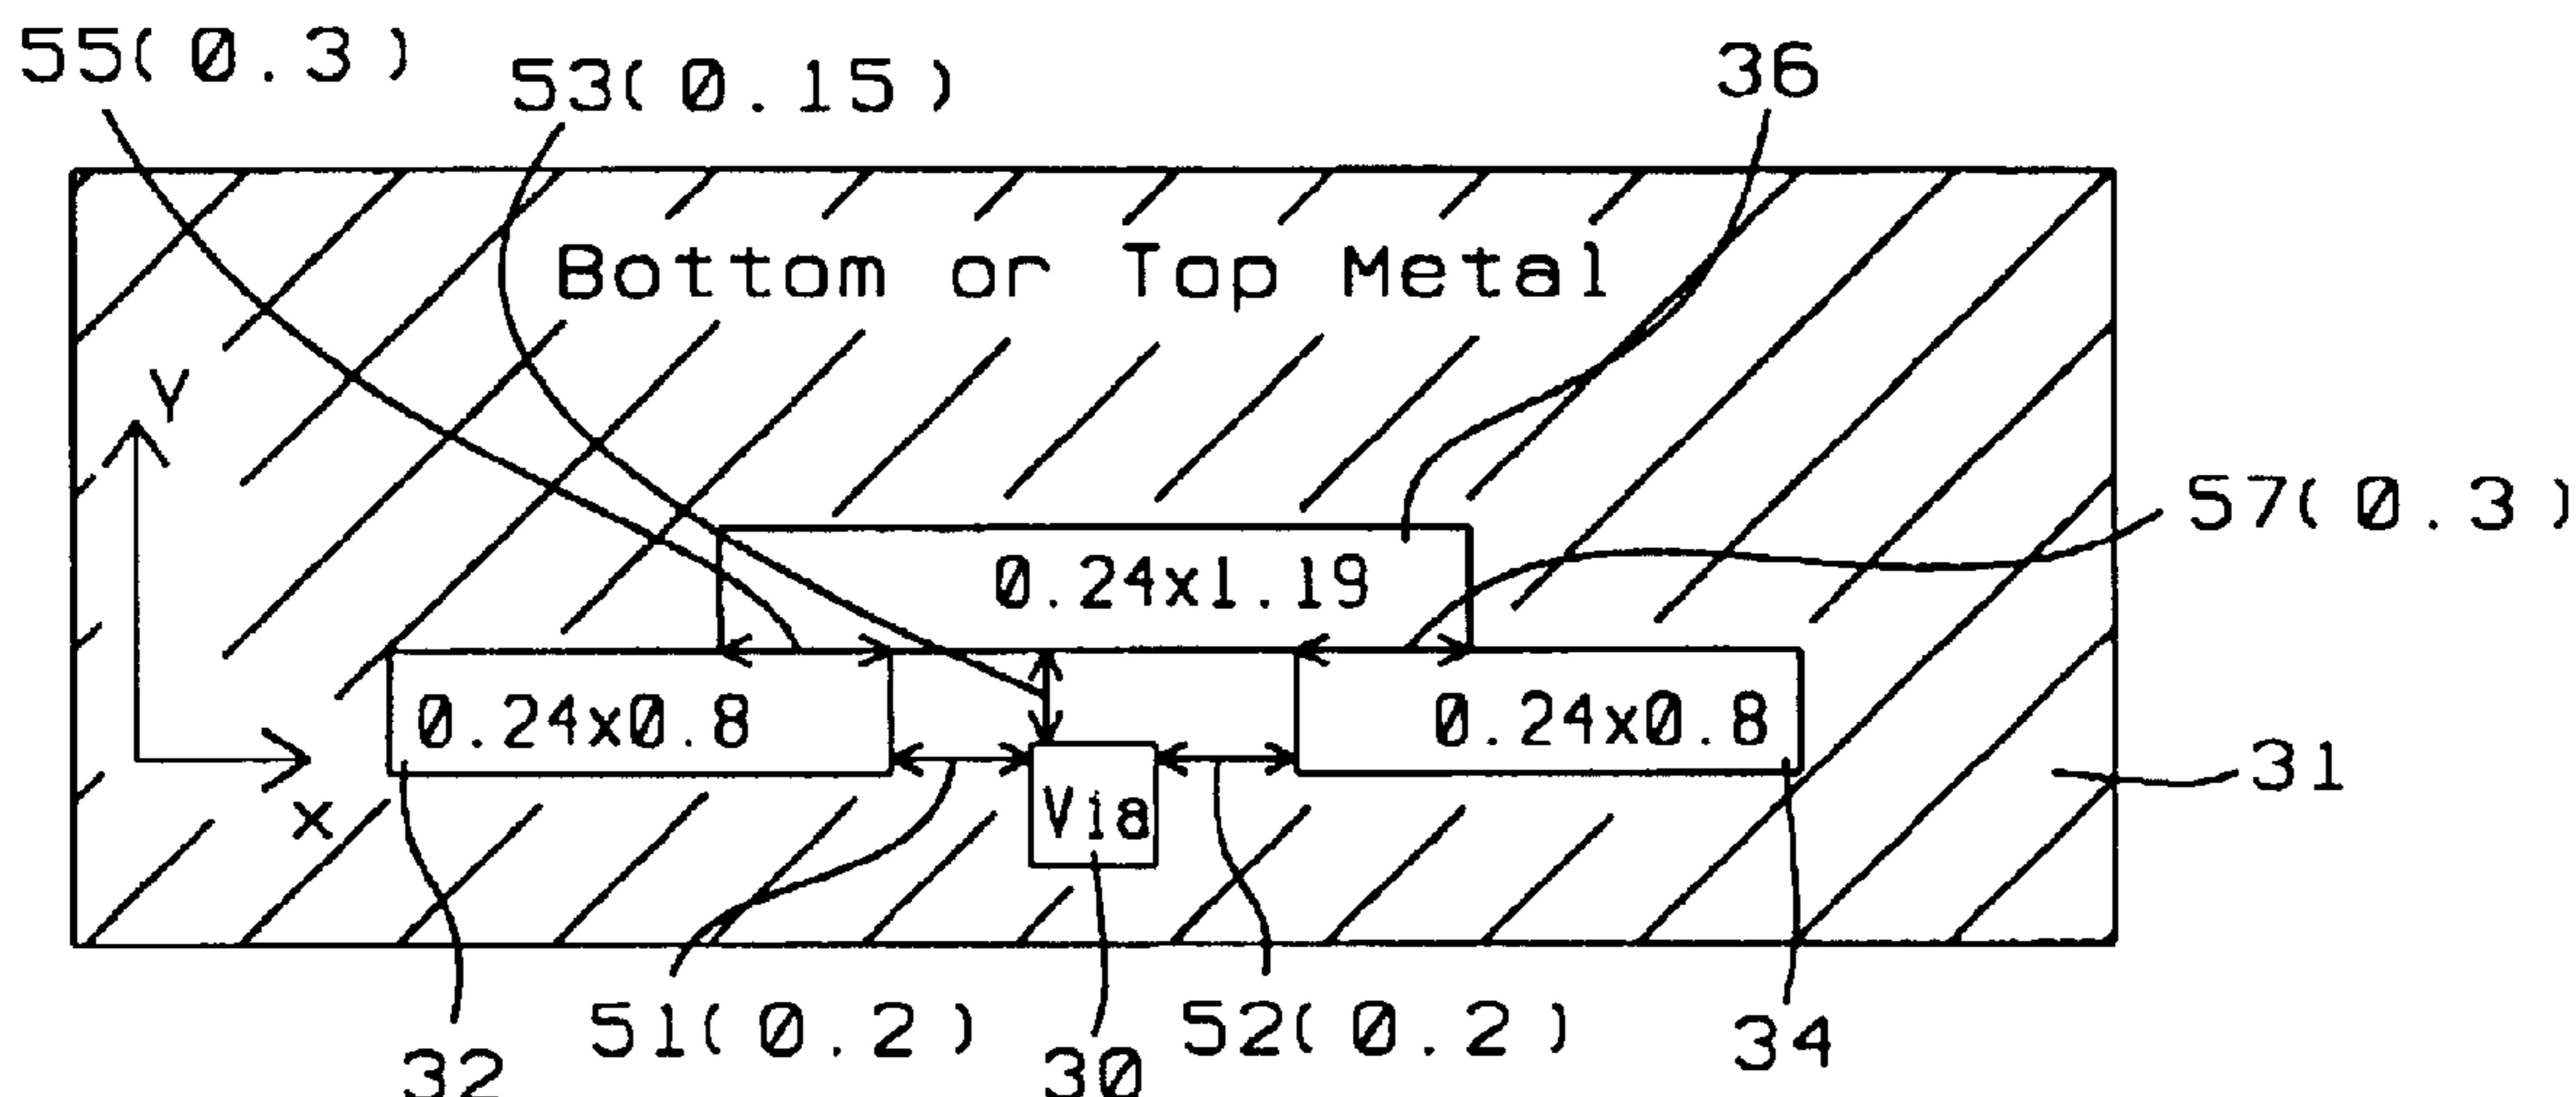 55(0.3)
53(0.15)
36
Bottom or Top Metal
Y
57(0.3)
0.24x1.19
0.24x0.8
0.24x0.8
31
X
Via
51(0.2)
52(0.2)
34
32
30